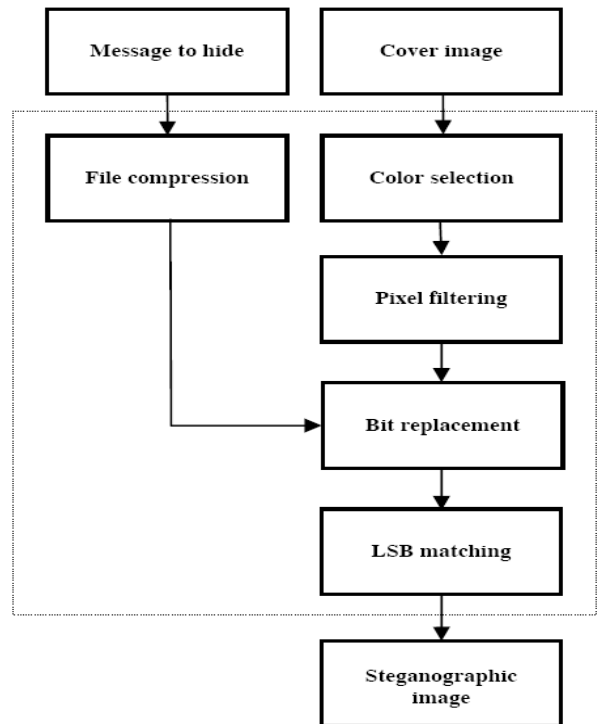 Message to hide
Cover image
File compression
Color selection
Pixel filtering
Bit replacement
LSB matching
Steganographic
image